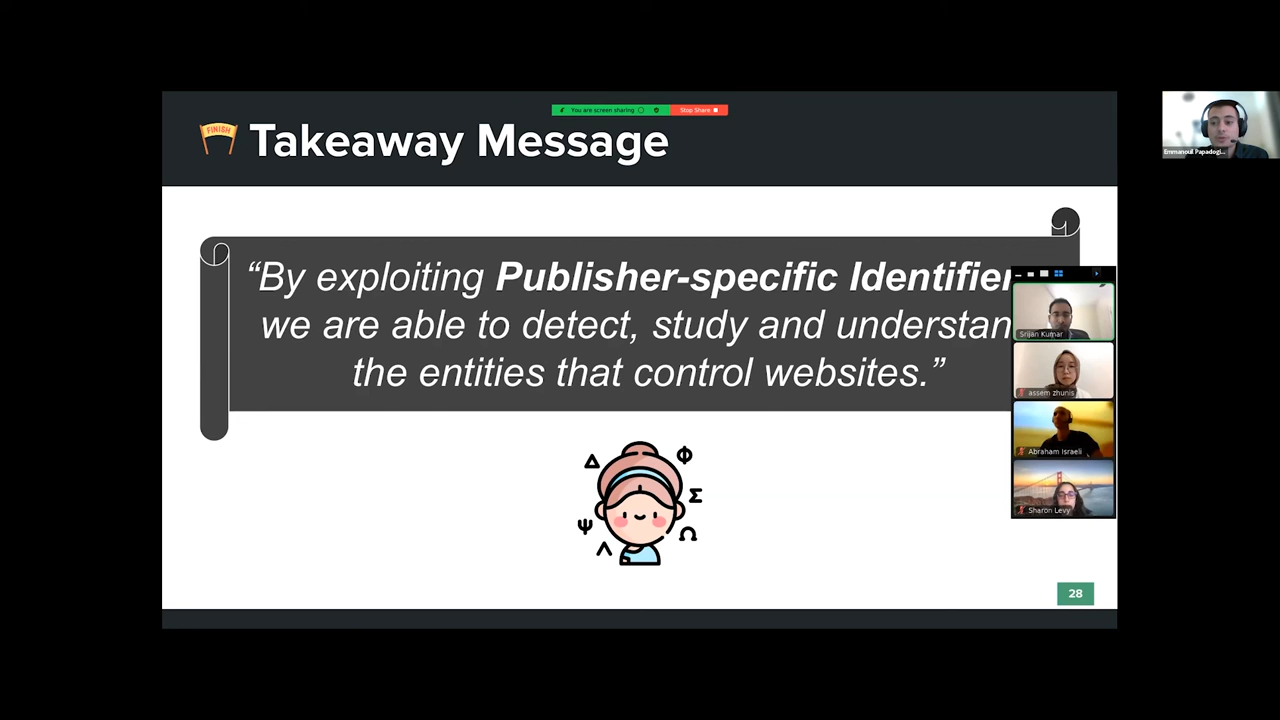 You are screen sharing
Stop Share
FINISH
Takeaway Message
“By exploiting Publisher-specific Identifier
we are able to detect, study and understan
the entities that control websites.”
Emmanouil Papadogi...
Srijan Kumar
assem zhunis
Abraham Israeli
Sharon Levy
Δ
Φ
Σ
Ψ
Ω
Λ
28